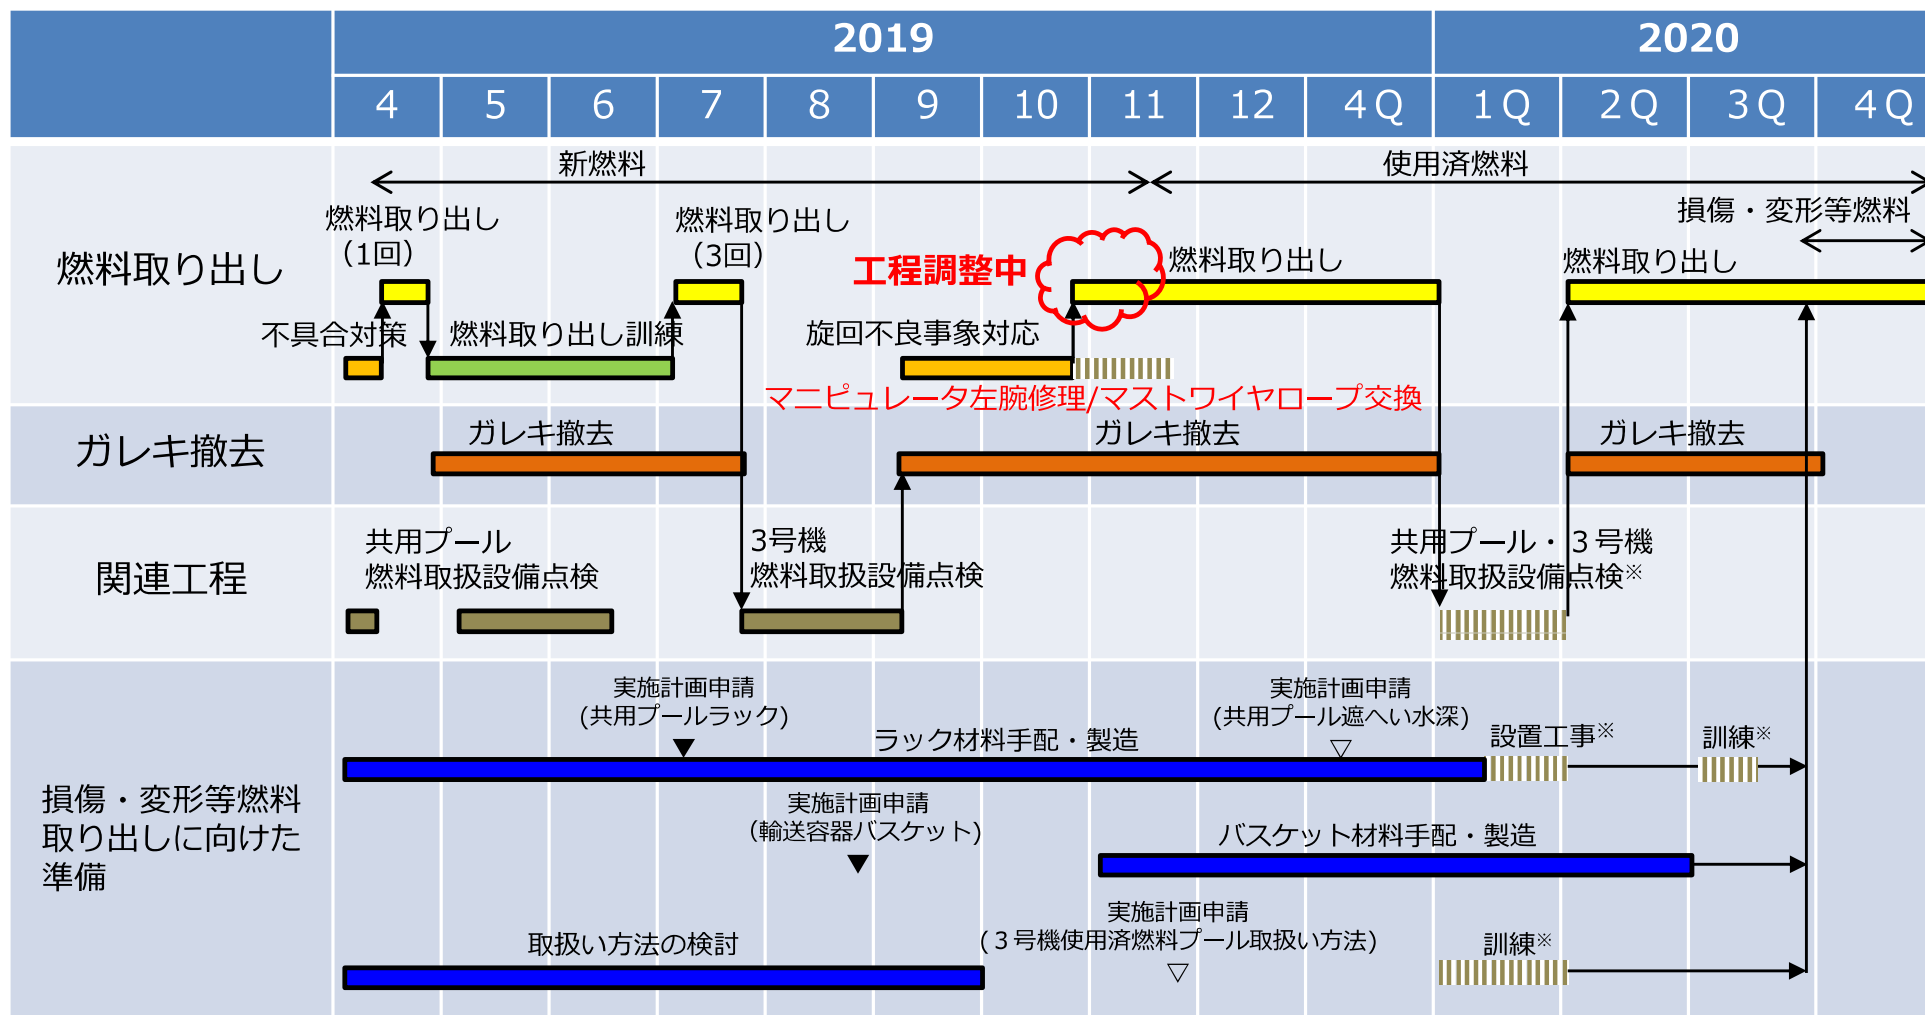 2019
2020
4
5
6
7
8
9
10
11
12
4Q
1Q
2Q
3Q
4Q
新燃料
使用済燃料
損傷・変形等燃料
燃料取り出し
燃料取り出し
(1回)
燃料取り出し
(3回)
工程調整中
燃料取り出し
燃料取り出し
不具合対策
燃料取り出し訓練
旋回不良事象対応
マニピュレータ左腕修理/マストワイヤロープ交換
ガレキ撤去
ガレキ撤去
ガレキ撤去
ガレキ撤去
関連工程
共用プール
燃料取扱設備点検
3号機
燃料取扱設備点検
共用プール・3号機
燃料取扱設備点検※
損傷・変形等燃料
取り出しに向けた
準備
実施計画申請
(共用プールラック)
ラック材料手配・製造
実施計画申請
(共用プール遮へい水深)
設置工事※
訓練※
実施計画申請
(輸送容器バスケット)
バスケット材料手配・製造
取扱い方法の検討
実施計画申請
(3号機使用済燃料プール取扱い方法)
訓練※